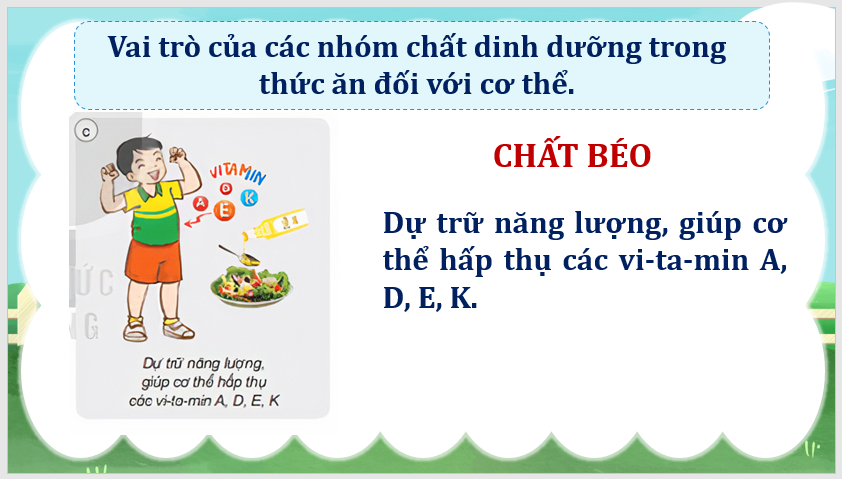 Vai trò của các nhóm chất dinh dưỡng trong
thức ăn đối với cơ thể.
c
VITAMIN
D
A
E
K
CHẤT BÉO
Dự trữ năng lượng, giúp cơ
thể hấp thụ các vi-ta-min A,
D, E, K.
ỨC
NG
Dự trữ năng lượng,
giúp cơ thể hấp thụ
các vi-ta-min A, D, E, K